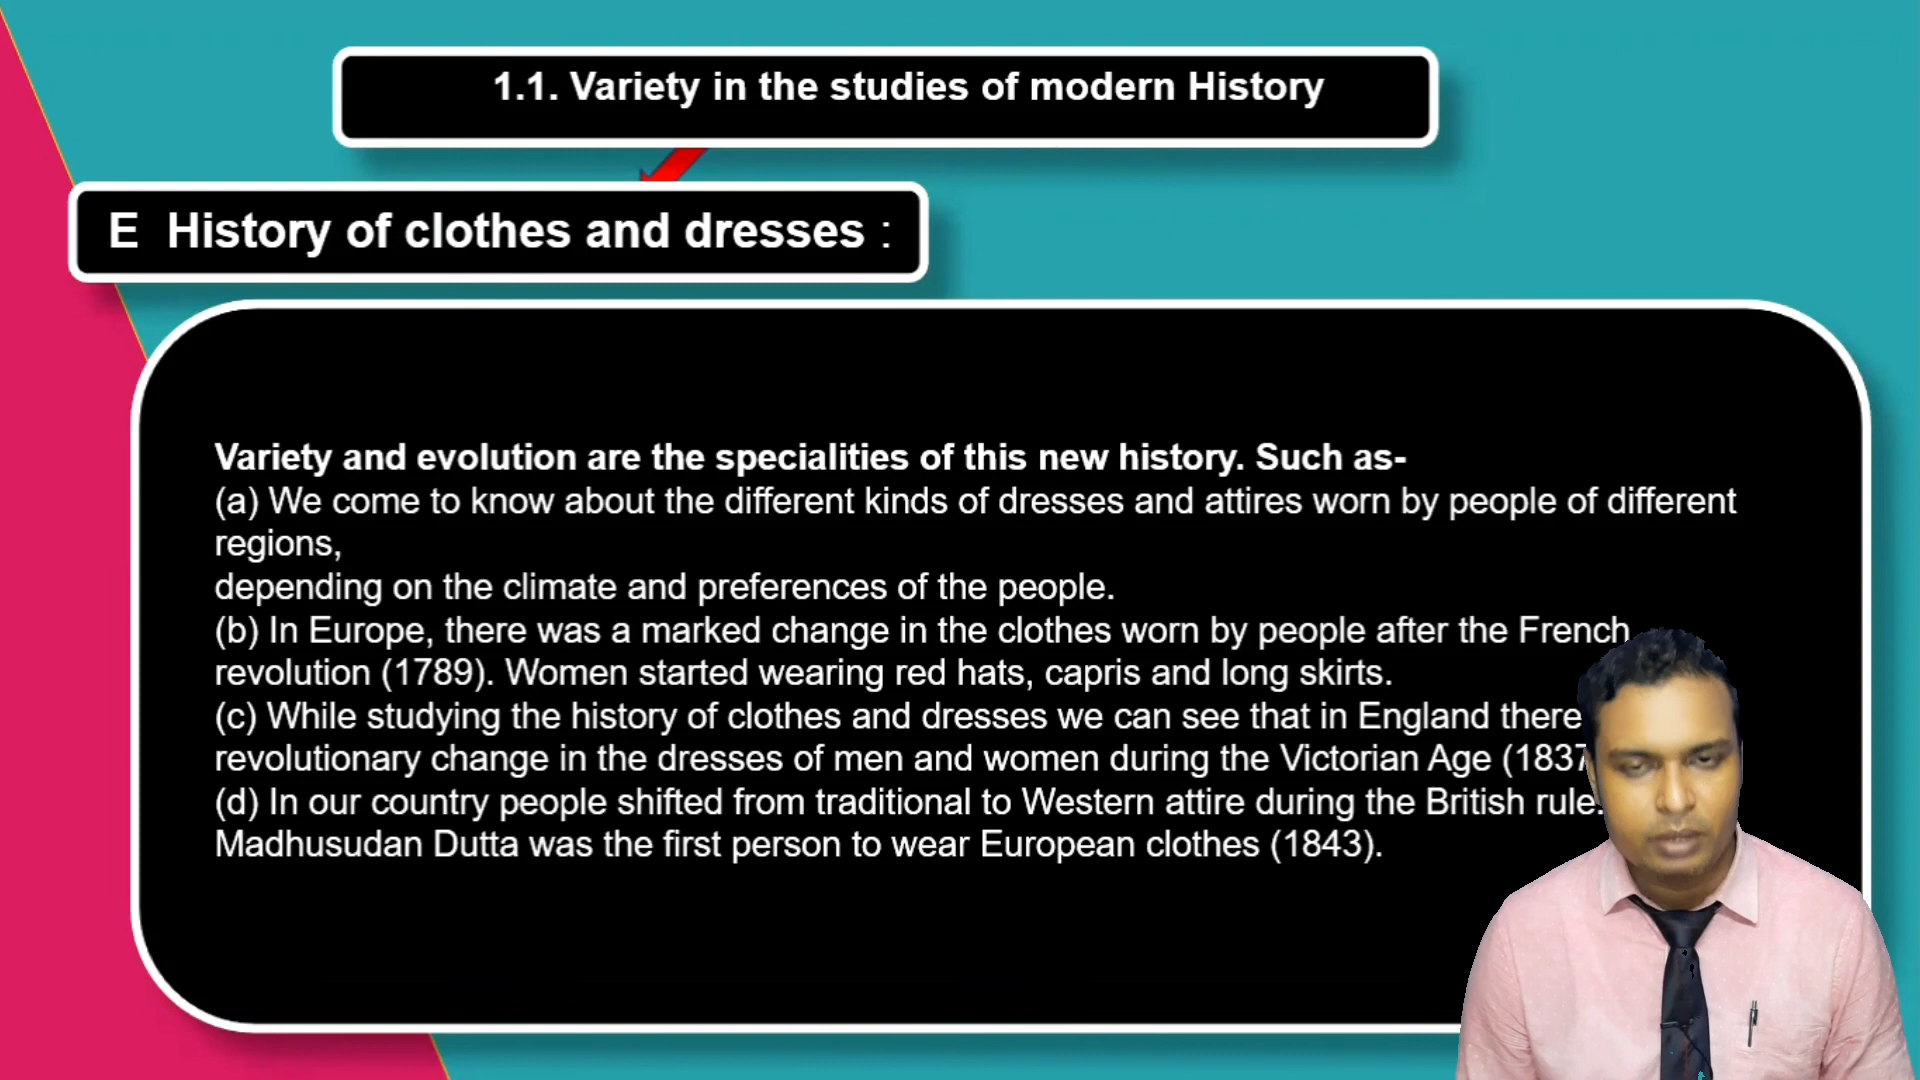 1.1. Variety in the studies of modern History
E History of clothes and dresses :
Variety and evolution are the specialities of this new history. Such as-
(a) We come to know about the different kinds of dresses and attires worn by people of different
regions,
depending on the climate and preferences of the people.
(b) In Europe, there was a marked change in the clothes worn by people after the French
revolution (1789). Women started wearing red hats, capris and long skirts.
(c) While studying the history of clothes and dresses we can see that in England there
revolutionary change in the dresses of men and women during the Victorian Age (1837
(d) In our country people shifted from traditional to Western attire during the British rule.
Madhusudan Dutta was the first person to wear European clothes (1843).